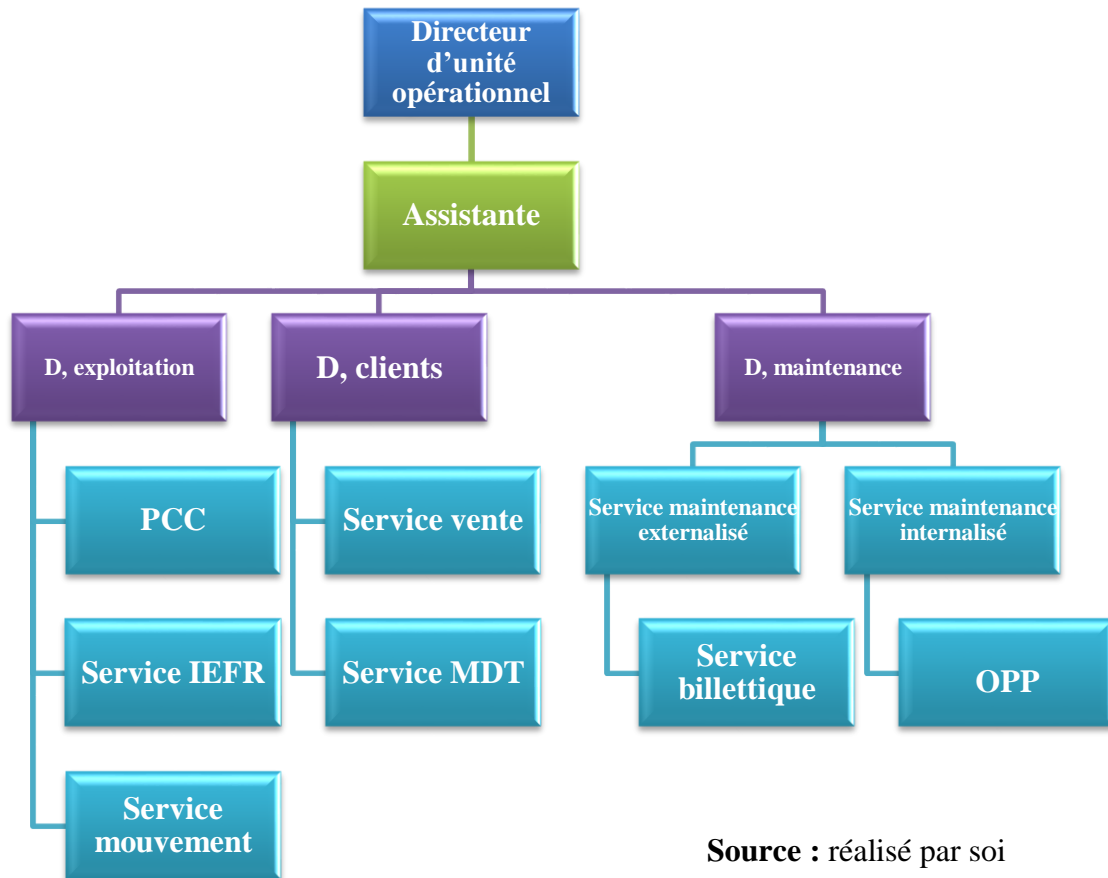 Directeur
d’unité
opérationnel
Assistante
D, exploitation
D, clients
D, maintenance
PCC
Service vente
Service maintenance
externalisé
Service maintenance
internalisé
Service IEFR
Service MDT
Service
billettique
OPP
Service
mouvement
Source : réalisé par soi